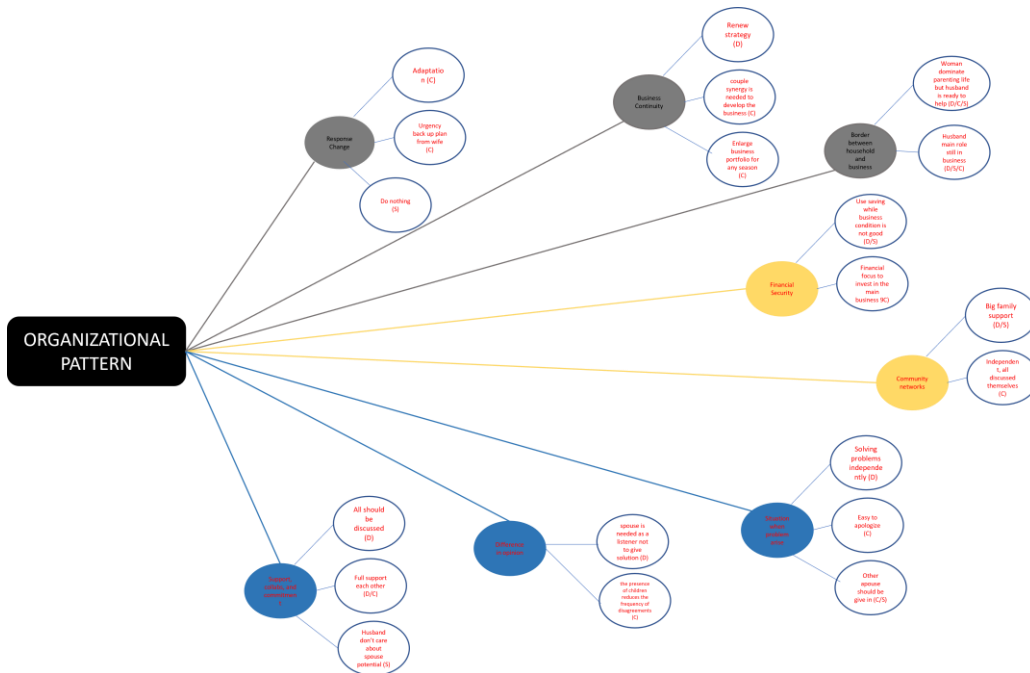 Renew
strategy
(D)
Adaptatio
n (C)
Business
Continuity
couple
synergy is
needed to
develop the
business (C)
Woman
dominate
parenting life
but husband
is ready to
help (D/C/S)
Response
Change
Urgency
back up plan
from wife
(C)
Enlarge
business
portfolio for
any season
(C)
Border
between
household
and
business
Husband
main role
still in
business
(D/S/C)
Do nothing
(S)
Use saving
while
business
condition is
not good
(D/S)
Financial
Security
Financial
focus to
invest in the
main
business 9C)
ORGANIZATIONAL
PATTERN
Big family
support
(D/S)
Community
networks
Independen
t, all
discussed
themselves
(C)
Solving
problems
independe
ntly (D)
All should
be
discussed
(D)
spouse is
needed as a
listener not
to give
solution (D)
Easy to
apologize
(C)
Full support
each other
(D/C)
the presence
of children
reduces the
frequency of
disagreements
(C)
Other
spouse
should be
give in (C/S)
Husband
don't care
about
spouse
potential (S)